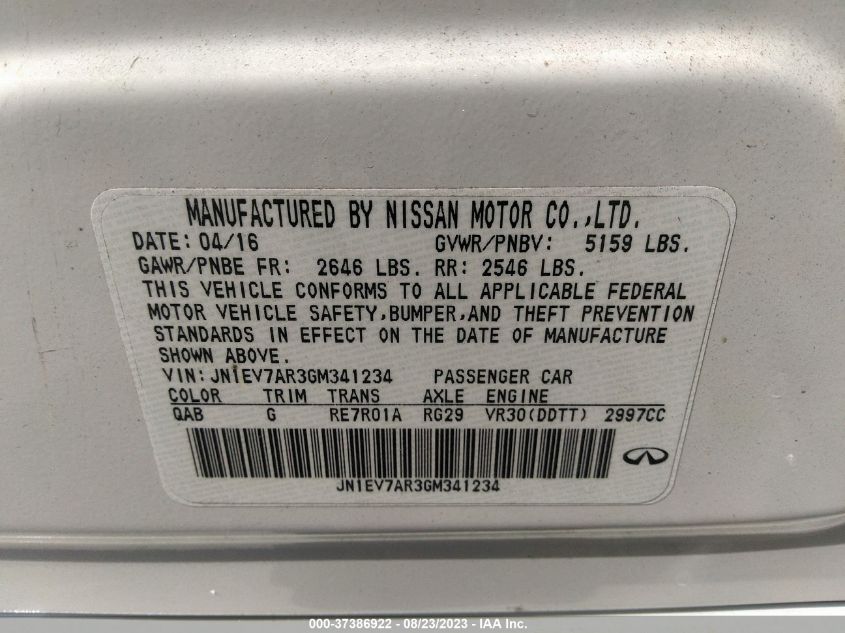 MANUFACTURED BY NISSAN MOTOR CO.,LTD.
DATE: 04/16 GVWR/PNBV: 5159 LBS.
GAWR/PNBE FR: 2646 LBS. RR: 2546 LBS.
THIS VEHICLE CONFORMS TO ALL APPLICABLE FEDERAL
MOTOR VEHICLE SAFETY,BUMPER,AND THEFT PREVENTION
STANDARDS IN EFFECT ON THE DATE OF MANUFACTURE
SHOWN ABOVE.
VIN:JN1EV7AR3GM341234 PASSENGER CAR
COLOR TRIM TRANS AXLE ENGINE
QAB G RE7R01A RG29 VR30(DDTT) 2997CC
JN1EV7AR3GM341234
000-37386922 - 08/23/2023 - IAA Inc.